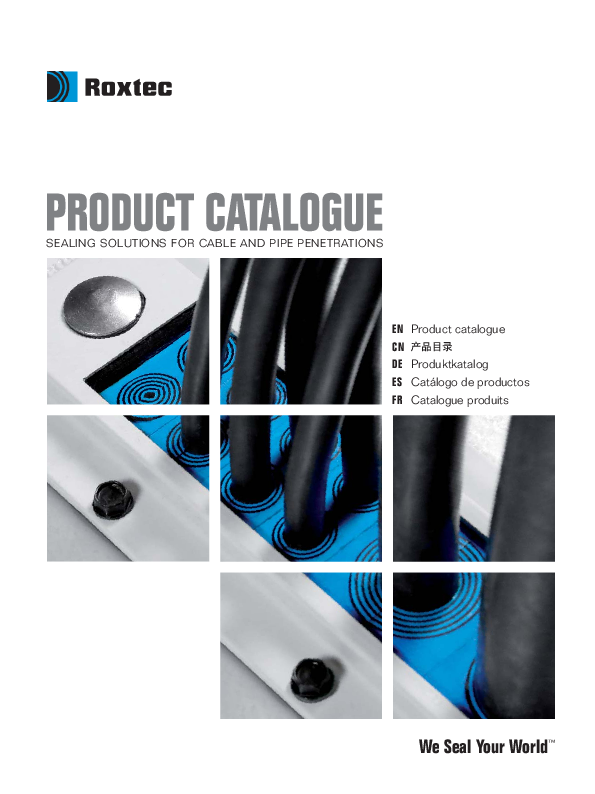 Roxtec
PRODUCT CATALOGUE
SEALING SOLUTIONS FOR CABLE AND PIPE PENETRATIONS
EN Product catalogue
CN 产品目录
DE Produktkatalog
ES Catálogo de productos
FR Catalogue produits
We Seal Your World™